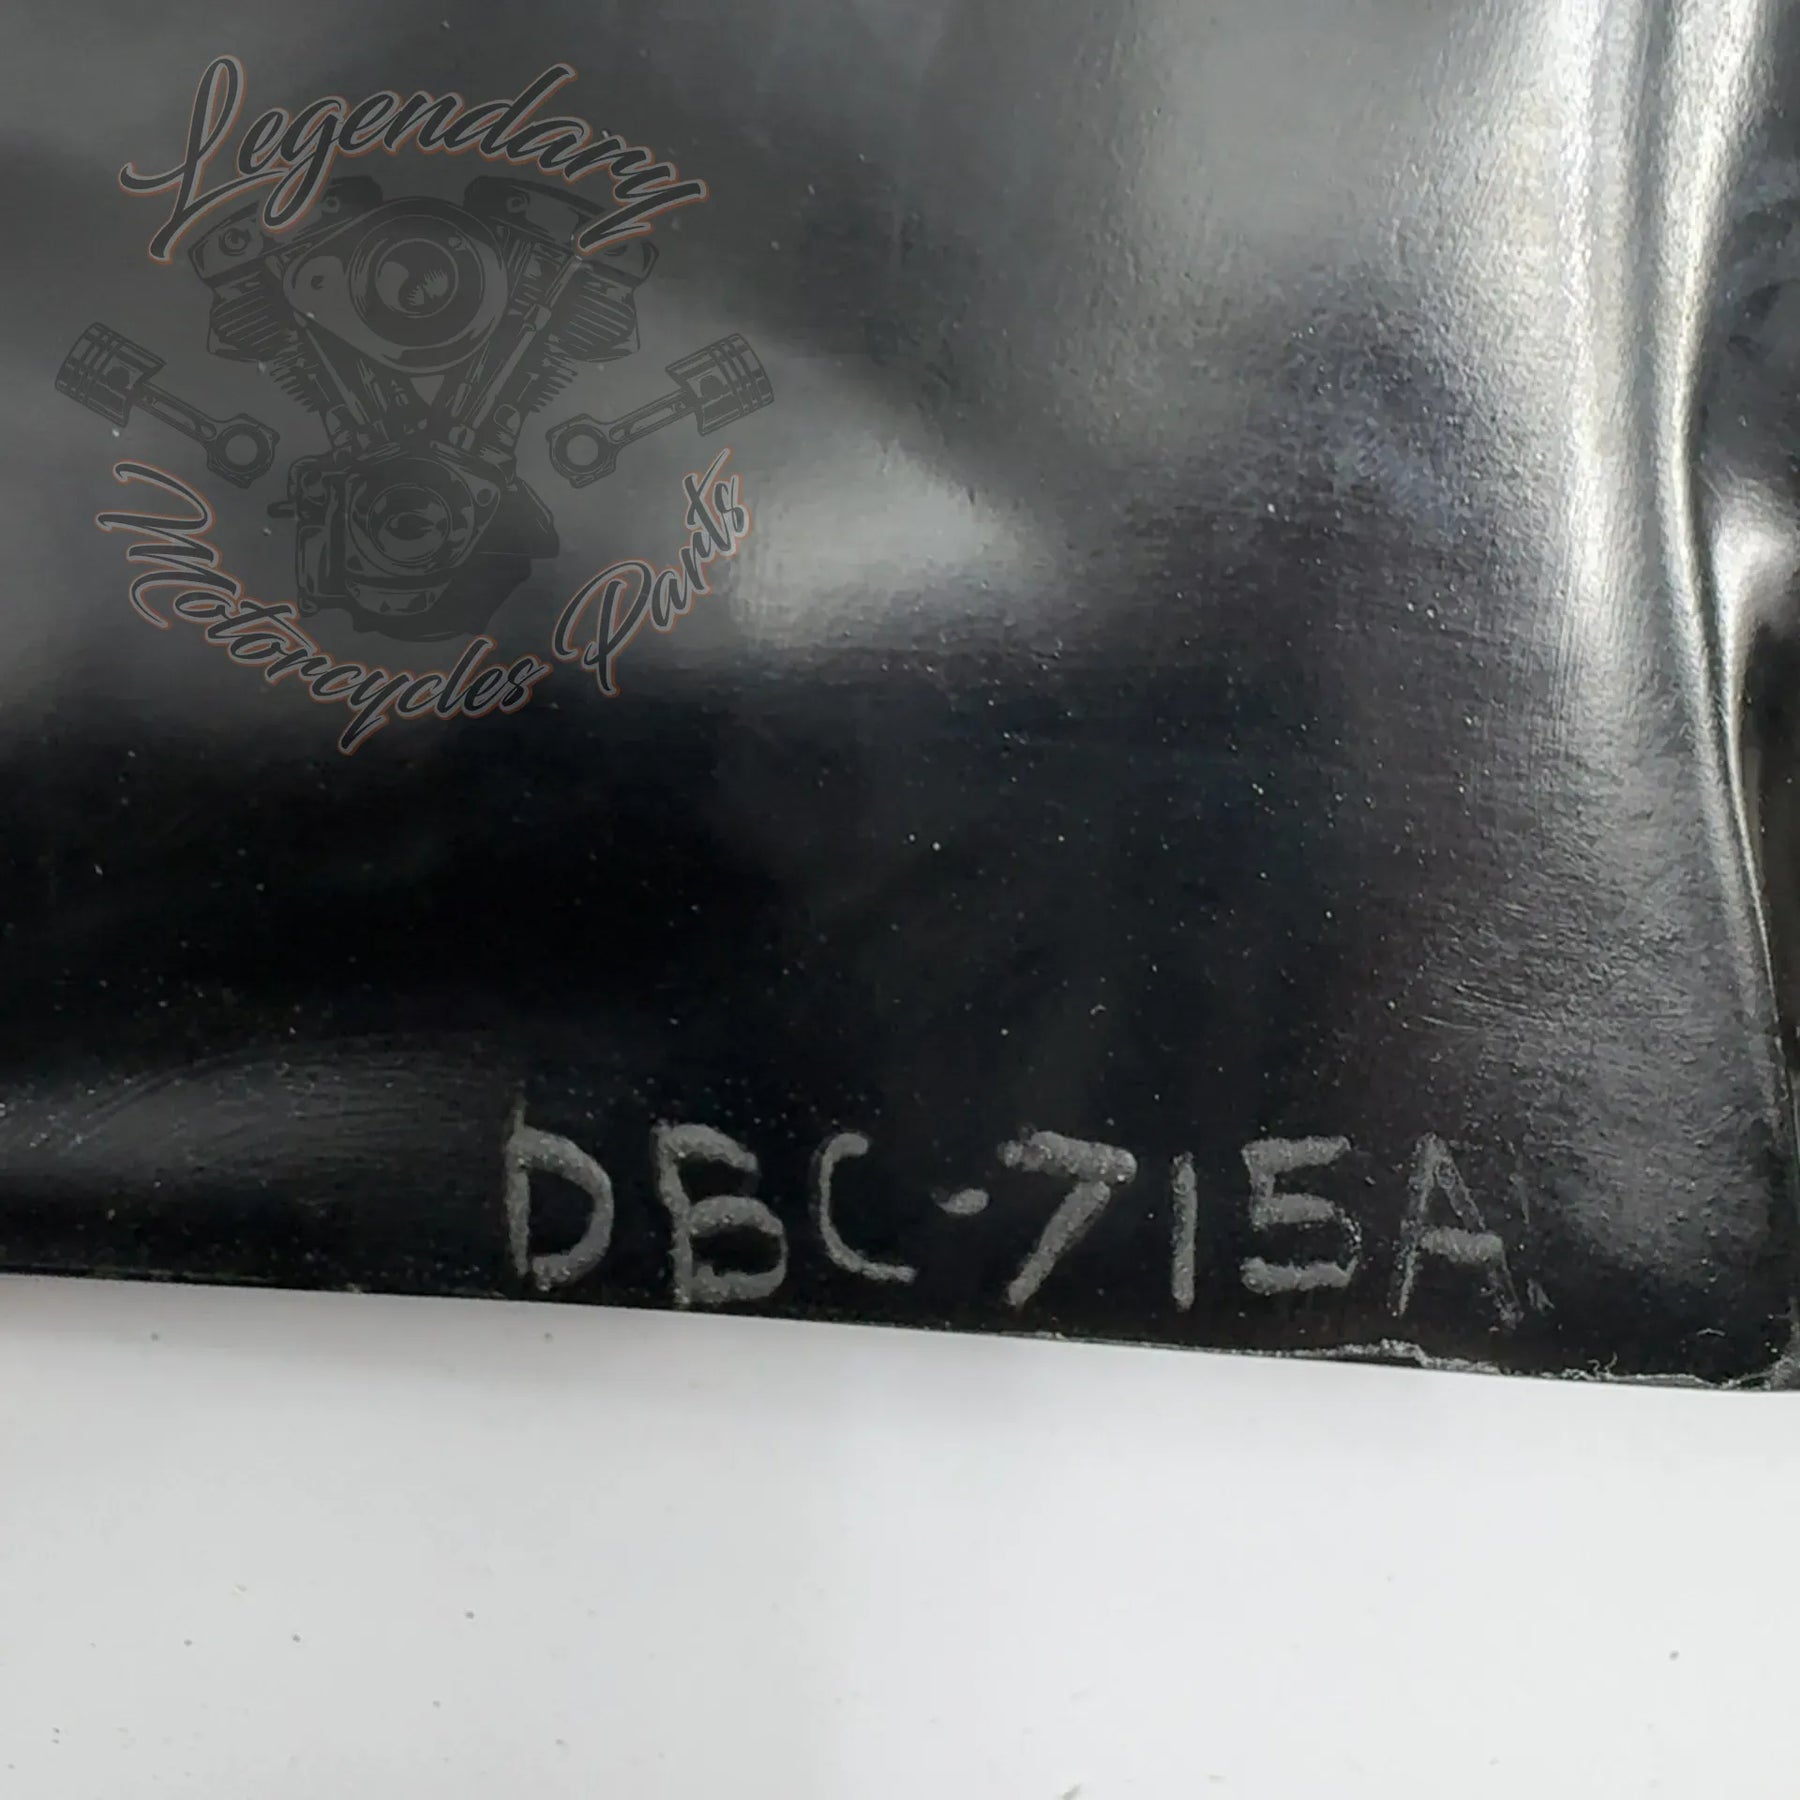 Legendary
Motorcycles Parts
DBC-715A